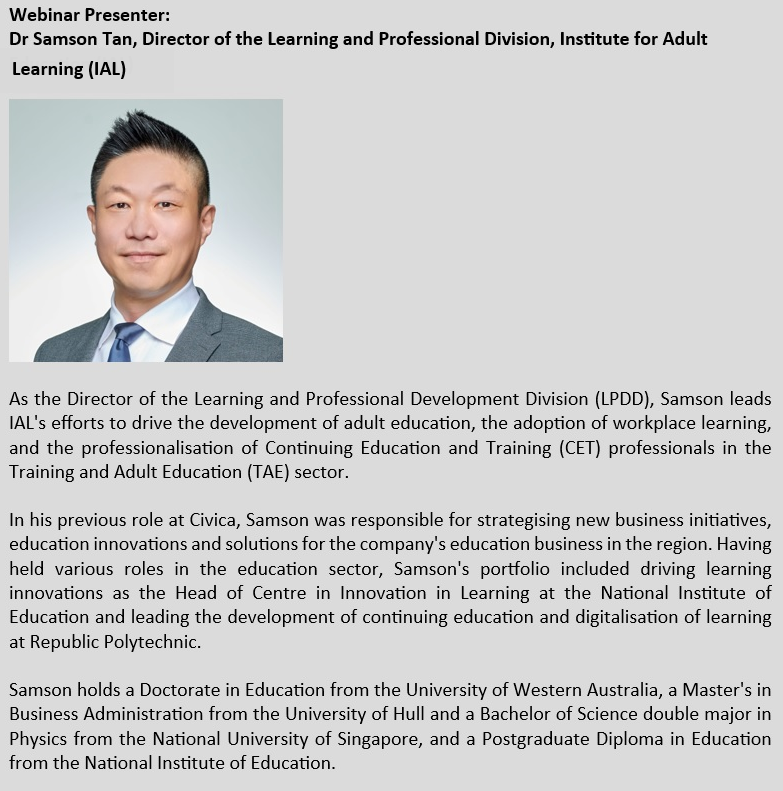 Webinar Presenter:
Dr Samson Tan, Director of the Learning and Professional Division, Institute for Adult
Learning (IAL)
As the Director of the Learning and Professional Development Division (LPDD), Samson leads
IAL's efforts to drive the development of adult education, the adoption of workplace learning,
and the professionalisation of Continuing Education and Training (CET) professionals in the
Training and Adult Education (TAE) sector.
In his previous role at Civica, Samson was responsible for strategising new business initiatives,
education innovations and solutions for the company's education business in the region. Having
held various roles in the education sector, Samson's portfolio included driving learning
innovations as the Head of Centre in Innovation in Learning at the National Institute of
Education and leading the development of continuing education and digitalisation of learning
at Republic Polytechnic.
Samson holds a Doctorate in Education from the University of Western Australia, a Master's in
Business Administration from the University of Hull and a Bachelor of Science double major in
Physics from the National University of Singapore, and a Postgraduate Diploma in Education
from the National Institute of Education.